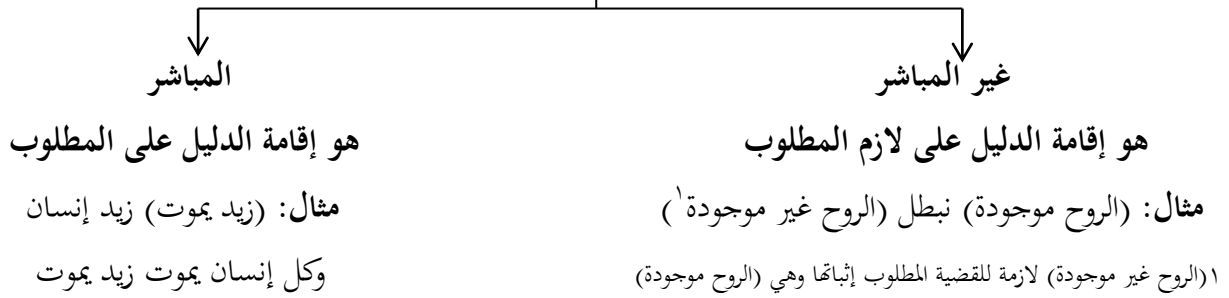 غير المباشر
هو إقامة الدليل على لازم المطلوب
مثال: (الروح موجودة) نبطل (الروح غير موجودة١)
١(الروح غير موجودة) لازمة للقضية المطلوب إثباتها وهي (الروح موجودة)
المباشر
هو إقامة الدليل على المطلوب
مثال: (زيد يموت) زيد إنسان
وكل إنسان يموت زيد يموت